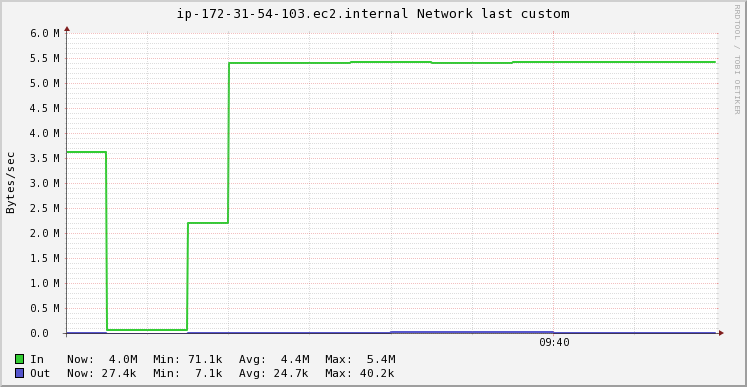 ip-172-31-54-103.ec2.internal Network last custom
RRDTOOL / TOBI OETIKER
Bytes/sec
6.0 M
5.5 M
5.0 M
4.5 M
4.0 M
3.5 M
3.0 M
2.5 M
2.0 M
1.5 M
1.0 M
0.5 M
0.0
09:40
In Now: 4.0M Min: 71.1k Avg: 4.4M Max: 5.4M
Out Now: 27.4k Min: 7.1k Avg: 24.7k Max: 40.2k